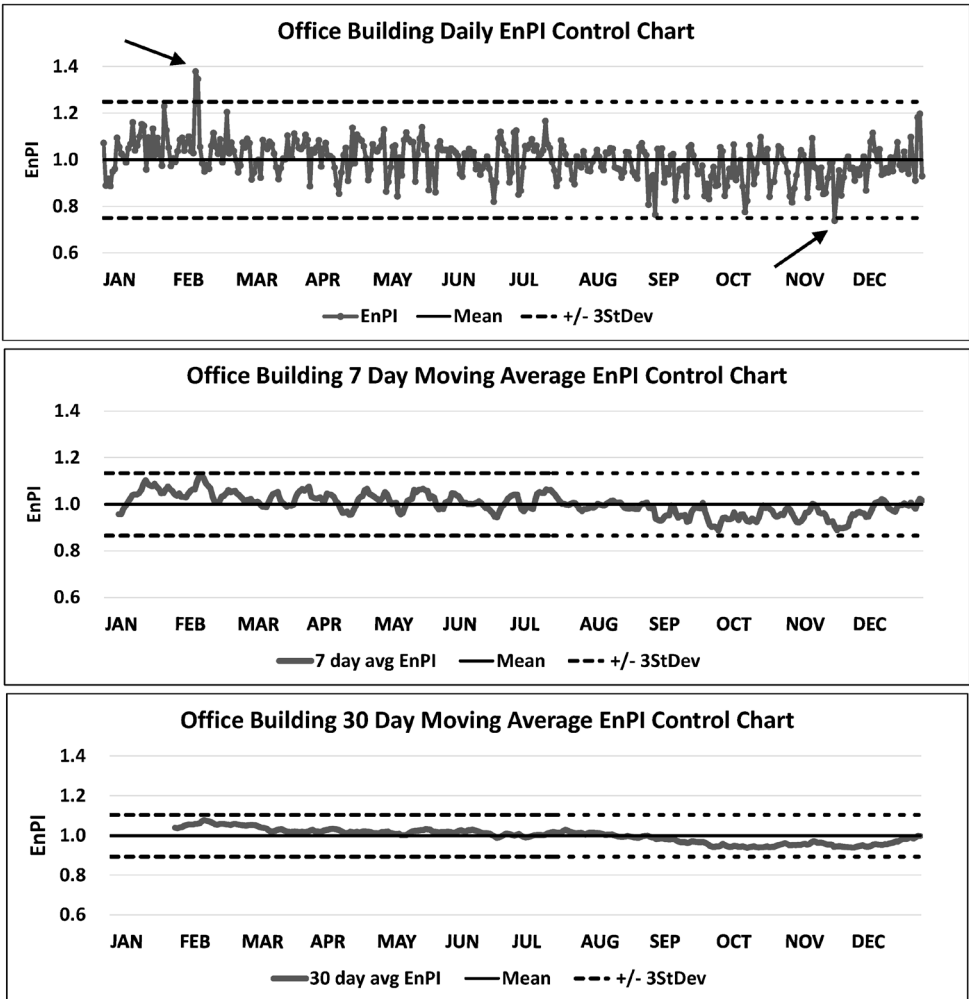 Office Building Daily EnPI Control Chart
1.4
1.2
1.0
0.8
0.6
EnPI
JAN FEB MAR APR MAY JUN JUL AUG SEP OCT NOV DEC
EnPI Mean +/- 3StDev
Office Building 7 Day Moving Average EnPI Control Chart
1.4
1.2
1.0
0.8
0.6
EnPI
JAN FEB MAR APR MAY JUN JUL AUG SEP OCT NOV DEC
7 day avg EnPI Mean +/- 3StDev
Office Building 30 Day Moving Average EnPI Control Chart
1.4
1.2
1.0
0.8
0.6
EnPI
JAN FEB MAR APR MAY JUN JUL AUG SEP OCT NOV DEC
30 day avg EnPI Mean +/- 3StDev